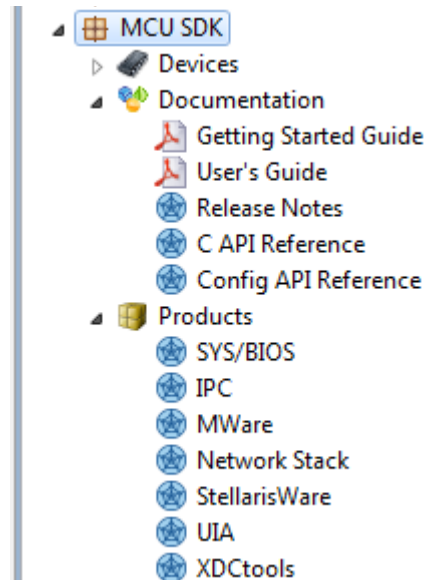 MCU SDK
Devices
Documentation
Getting Started Guide
User's Guide
Release Notes
C API Reference
Config API Reference
Products
SYS/BIOS
IPC
MWare
Network Stack
StellarisWare
UIA
XDCtools